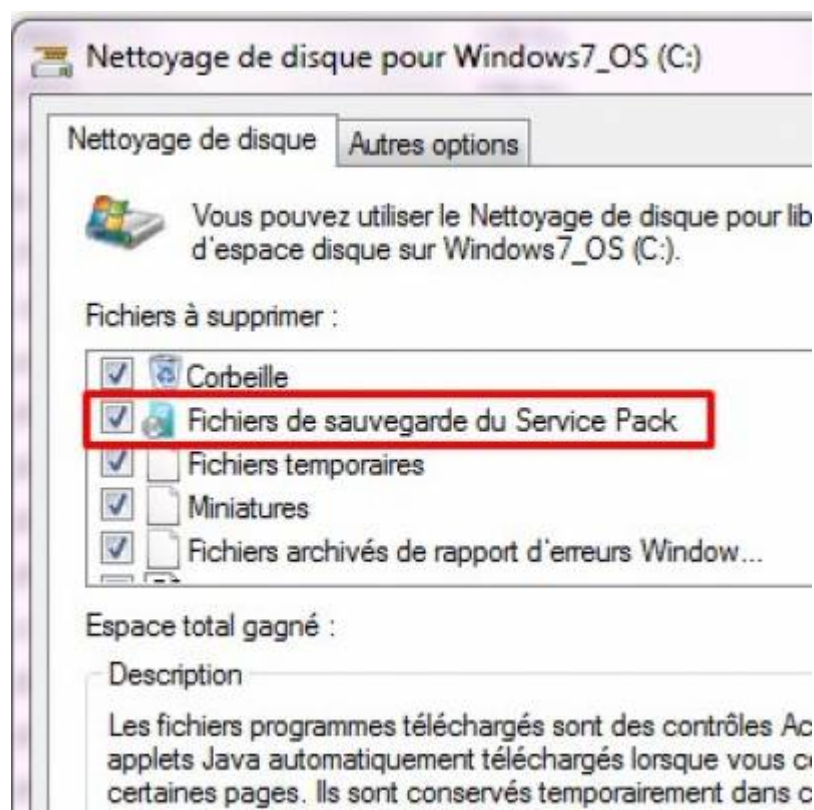 Nettoyage de disque pour Windows7_OS (C:)
Nettoyage de disque
Autres options
Vous pouvez utiliser le Nettoyage de disque pour lib
d'espace disque sur Windows7_OS (C:).
Fichiers à supprimer :
Corbeille
Fichiers de sauvegarde du Service Pack
Fichiers temporaires
Miniatures
Fichiers archivés de rapport d'erreurs Window...
Espace total gagné :
Description
Les fichiers programmes téléchargés sont des contrôles Ac
applets Java automatiquement téléchargés lorsque vous c
certaines pages. Ils sont conservés temporairement dans c